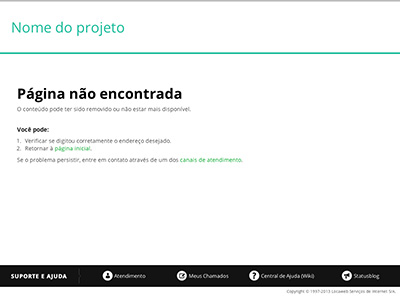 Nome do projeto
Página não encontrada
O conteúdo pode ter sido removido ou não estar mais disponível.
Você pode:
1. Verificar se digitou corretamente o endereço desejado.
2. Retornar à página inicial.
Se o problema persistir, entre em contato através de um dos canais de atendimento.
SUPORTE E AJUDA Atendimento Meus Chamados Central de Ajuda (Wiki) Statusblog
Copyright © 1997-2013 Locaweb Serviços de Internet S/A.